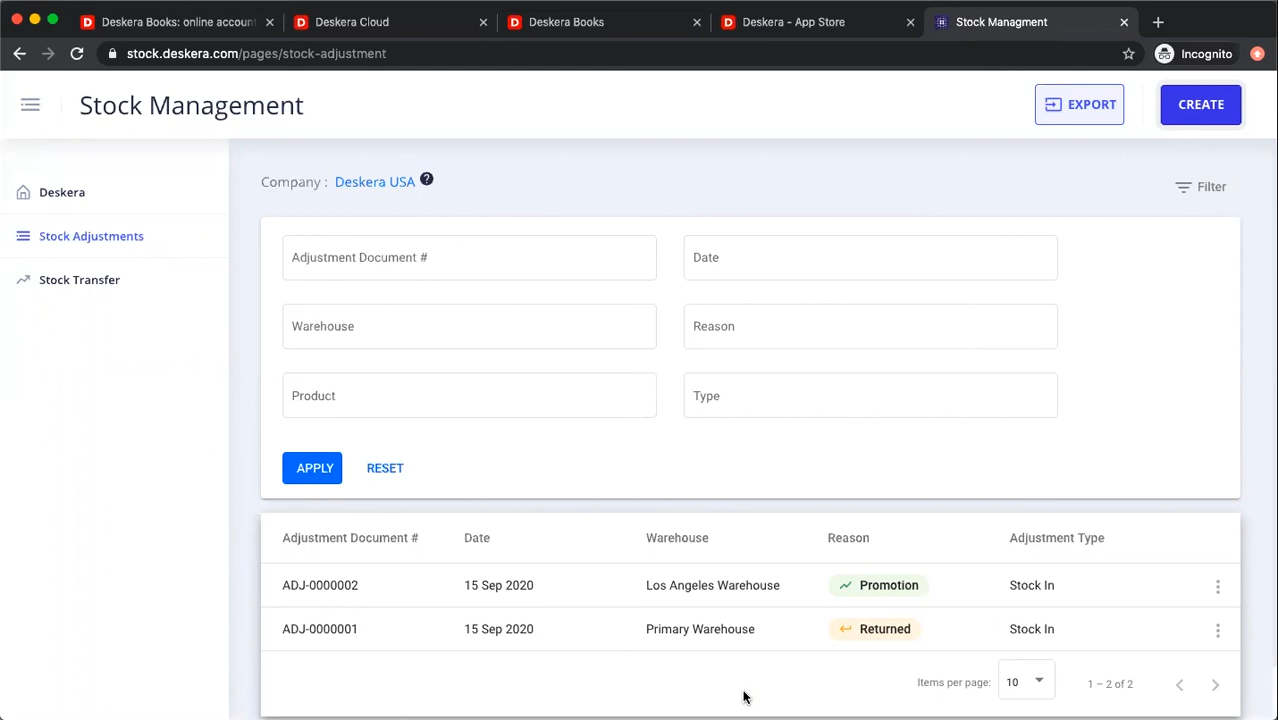 Deskera Books: online account
Deskera Cloud
Deskera Books
Deskera - App Store
Stock Managment
stock.deskera.com/pages/stock-adjustment
Incognito
Stock Management
EXPORT
CREATE
Deskera
Stock Adjustments
Stock Transfer
Company : Deskera USA ?
Filter
Adjustment Document #
Date
Warehouse
Reason
Product
Type
APPLY
RESET
Adjustment Document # Date Warehouse Reason Adjustment Type
ADJ-0000002 15 Sep 2020 Los Angeles Warehouse Promotion Stock In
ADJ-0000001 15 Sep 2020 Primary Warehouse Returned Stock In
Items per page: 10 1 – 2 of 2